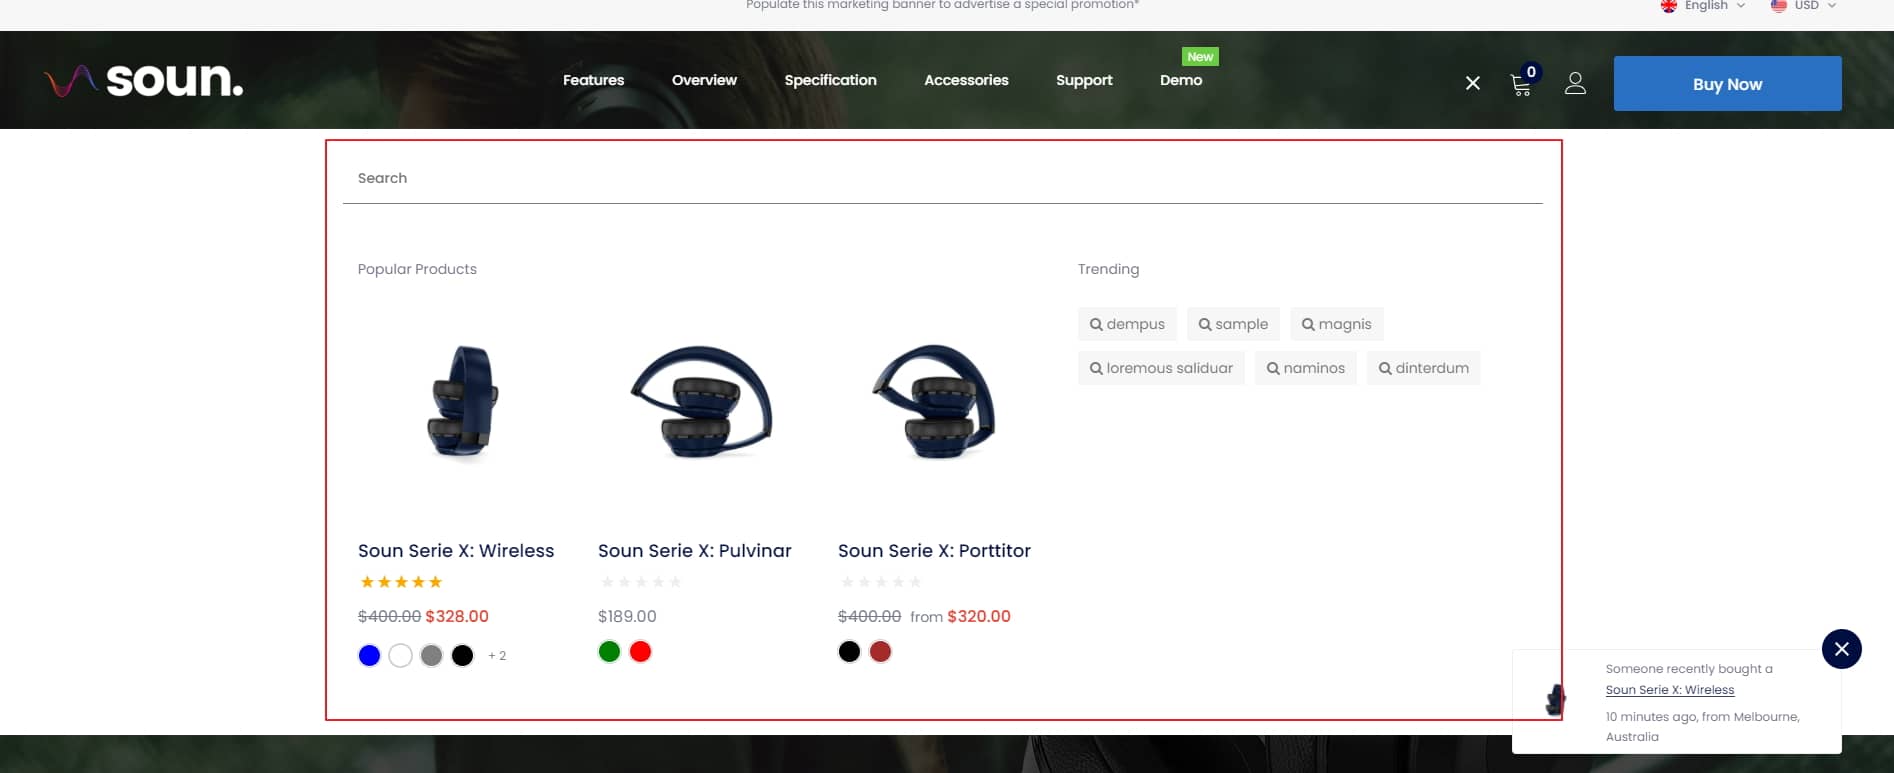 Populate this marketing banner to advertise a special promotion*
English
USD
soun.
Features
Overview
Specification
Accessories
Support
Demo
New
0
Buy Now
Search
Popular Products
Trending
dempus
sample
magnis
loremous saliduar
naminos
dinterdum
Soun Serie X: Wireless
Soun Serie X: Pulvinar
Soun Serie X: Porttitor
$400.00 $328.00
$189.00
$400.00 from $320.00
+ 2
Someone recently bought a
Soun Serie X: Wireless
10 minutes ago, from Melbourne,
Australia